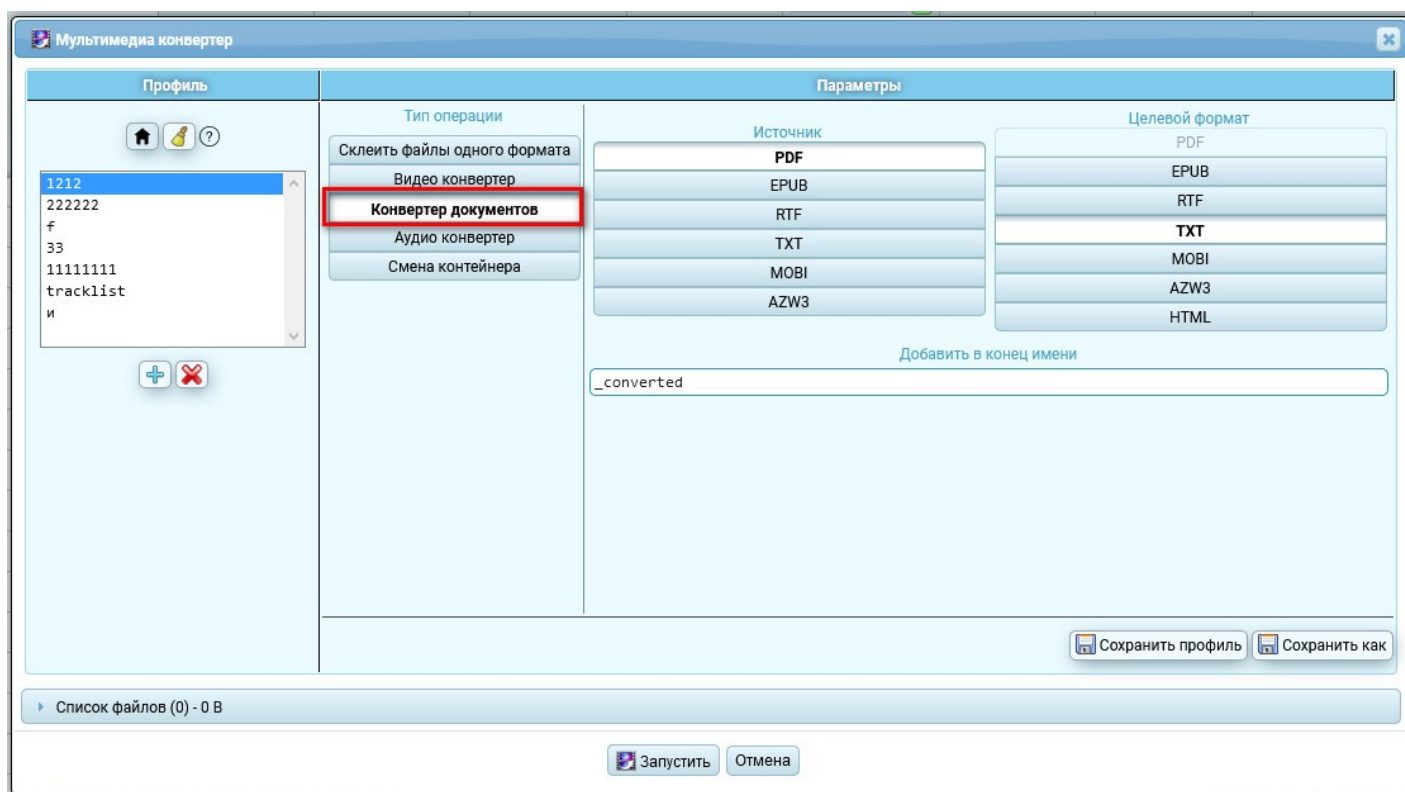 Мультимедиа конвертер
Профиль
Параметры
1212
222222
f
33
11111111
tracklist
и
Тип операции
Склеить файлы одного формата
Видео конвертер
Конвертер документов
Аудио конвертер
Смена контейнера
Источник
PDF
EPUB
RTF
TXT
MOBI
AZW3
Целевой формат
PDF
EPUB
RTF
TXT
MOBI
AZW3
HTML
Добавить в конец имени
_converted
Сохранить профиль
Сохранить как
Список файлов (0) - 0 B
Запустить
Отмена